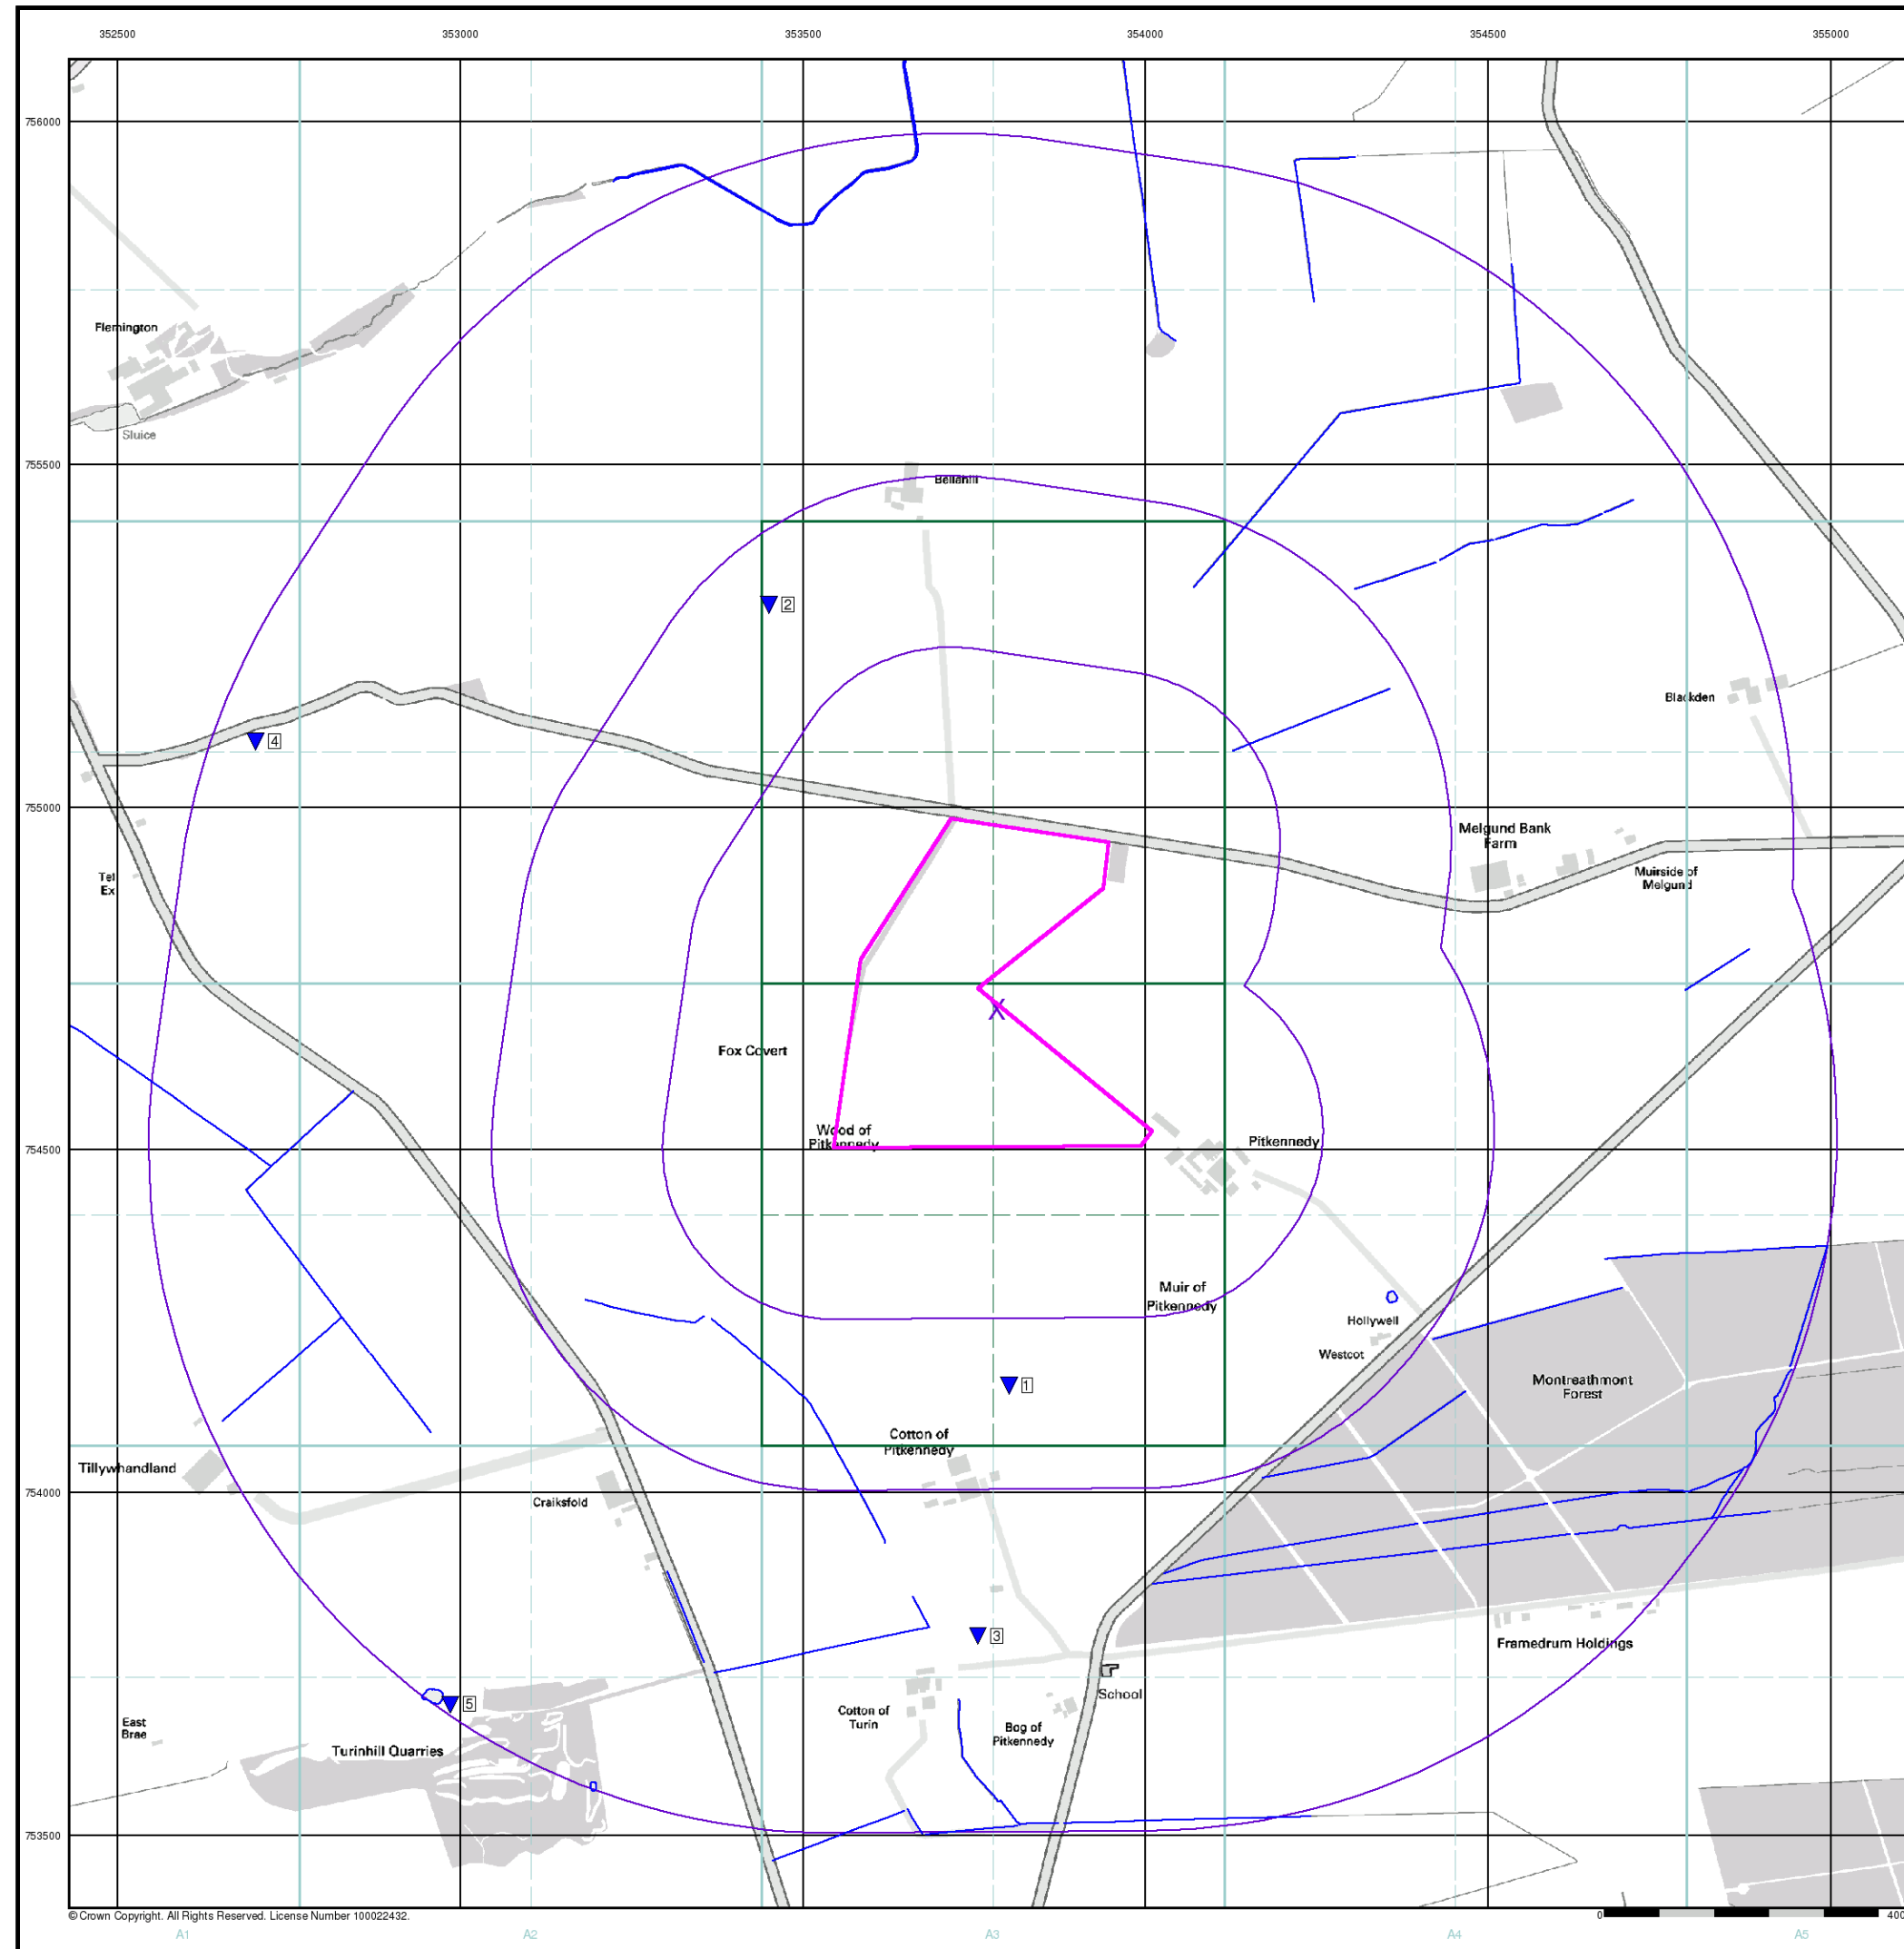 352500 353000 353500 354000 354500 355000
756000
Flemington
Sluice
755500
Bellahill
2
Blackden
4
755000
Melgund Bank
Farm
Tel
Ex
Muirside of
Melgund
X
Fox Covert
Wood of
Pitkennedy
Pitkennedy
754500
Muir of
Pitkennedy
Hollywell
Westcot
Montreathmont
Forest
1
Cotton of
Pitkennedy
Tillywhandland
Craiksfold
754000
3
Framedrum Holdings
School
5
Cotton of
Turin
East
Brae
Bog of
Pitkennedy
Turinhill Quarries
753500
© Crown Copyright. All Rights Reserved. License Number 100022432.
0 400
A1 A2 A3 A4 A5